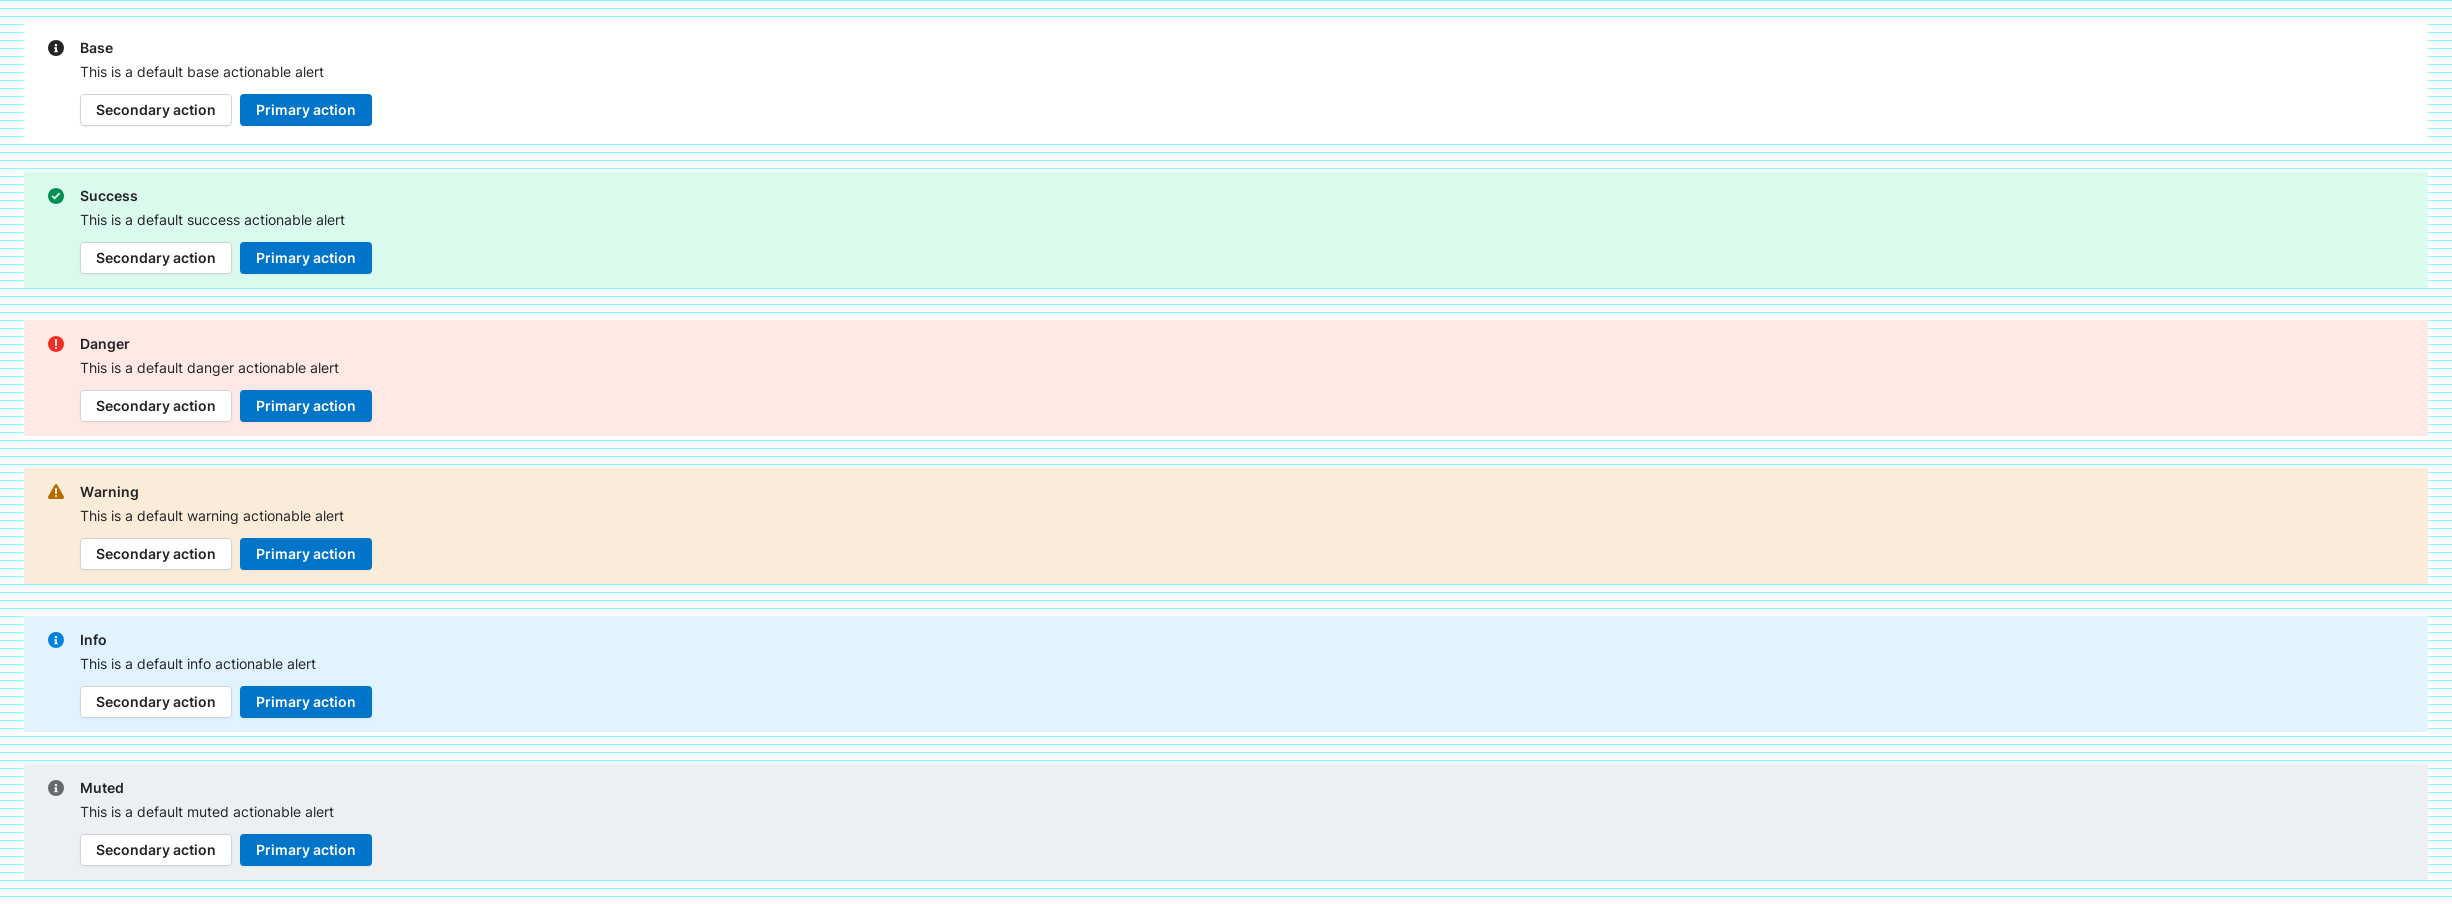 Base
This is a default base actionable alert
Secondary action Primary action
Success
This is a default success actionable alert
Secondary action Primary action
Danger
This is a default danger actionable alert
Secondary action Primary action
Warning
This is a default warning actionable alert
Secondary action Primary action
Info
This is a default info actionable alert
Secondary action Primary action
Muted
This is a default muted actionable alert
Secondary action Primary action